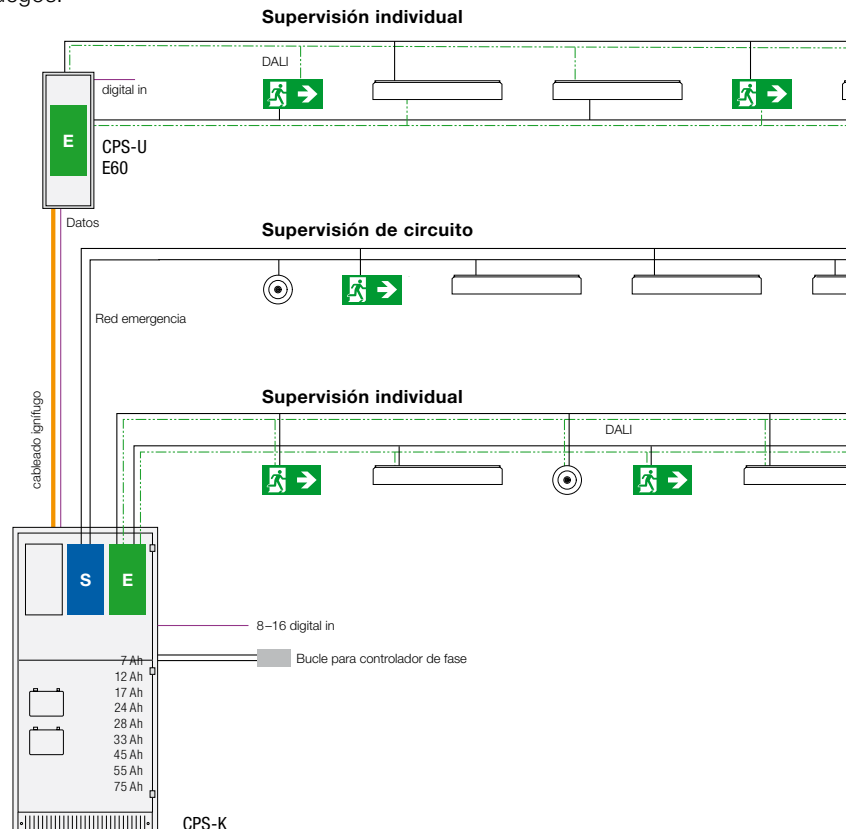 Supervisión individual
DALI
digital in
E
CPS-U
E60
Datos
Supervisión de circuito
Red emergencia
cableado ignífugo
Supervisión individual
DALI
S
E
8–16 digital in
Bucle para controlador de fase
7 Ah
12 Ah
17 Ah
24 Ah
28 Ah
33 Ah
45 Ah
55 Ah
75 Ah
CPS-K